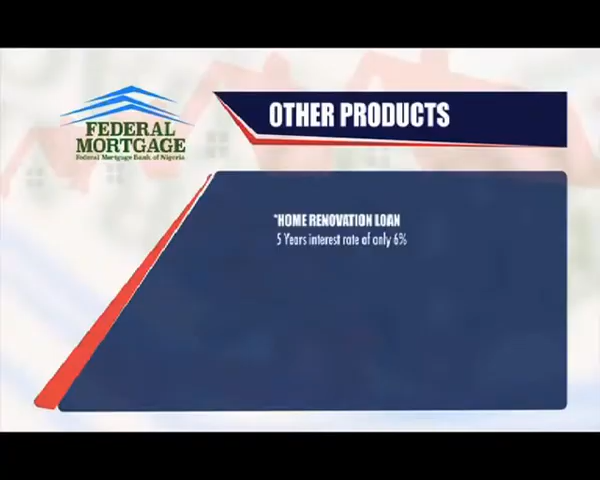 FEDERAL
MORTGAGE
Federal Mortgage Bank of Nigeria
OTHER PRODUCTS
*HOME RENOVATION LOAN
5 Years interest rate of only 6%